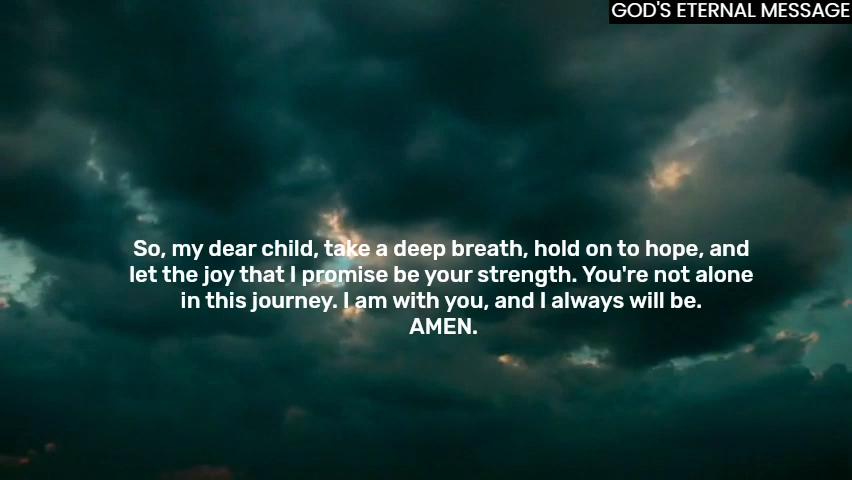 GOD'S ETERNAL MESSAGE
So, my dear child, take a deep breath, hold on to hope, and
let the joy that I promise be your strength. You're not alone
in this journey. I am with you, and I always will be.
AMEN.